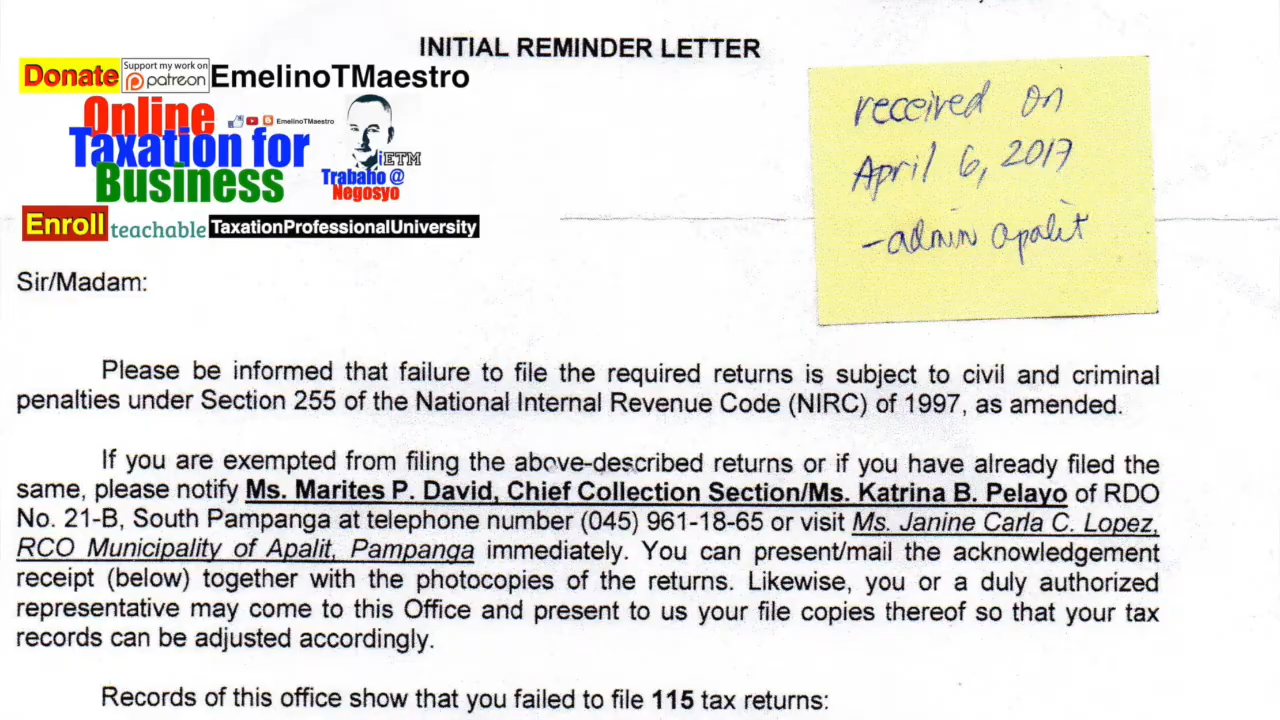 INITIAL REMINDER LETTER
Donate Support my work on patreon EmelinoTMaestro
Online
Taxation for
Business
EmelinoTMaestro
iETM
Trabaho @
Negosyo
Enroll teachable TaxationProfessionalUniversity
received on
April 6, 2017
-admin apalit
Sir/Madam:
Please be informed that failure to file the required returns is subject to civil and criminal
penalties under Section 255 of the National Internal Revenue Code (NIRC) of 1997, as amended.
If you are exempted from filing the above-described returns or if you have already filed the
same, please notify Ms. Marites P. David, Chief Collection Section/Ms. Katrina B. Pelayo of RDO
No. 21-B, South Pampanga at telephone number (045) 961-18-65 or visit Ms. Janine Carla C. Lopez,
RCO Municipality of Apalit, Pampanga immediately. You can present/mail the acknowledgement
receipt (below) together with the photocopies of the returns. Likewise, you or a duly authorized
representative may come to this Office and present to us your file copies thereof so that your tax
records can be adjusted accordingly.
Records of this office show that you failed to file 115 tax returns: